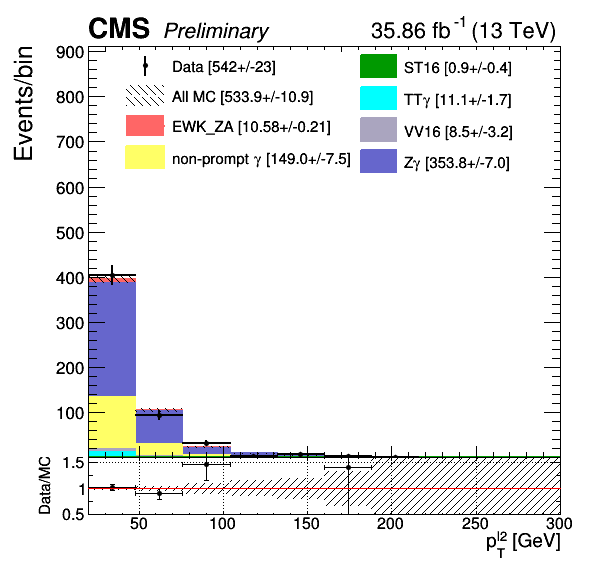 CMS Preliminary 35.86 fb⁻¹ (13 TeV)
Events/bin
900
800
700
600
500
400
300
200
100
Data [542+/-23]
All MC [533.9+/-10.9]
EWK_ZA [10.58+/-0.21]
non-prompt γ [149.0+/-7.5]
ST16 [0.9+/-0.4]
TTγ [11.1+/-1.7]
VV16 [8.5+/-3.2]
Zγ [353.8+/-7.0]
Data/MC
1.5
1
0.5
50 100 150 200 250 300
p_T^l2 [GeV]